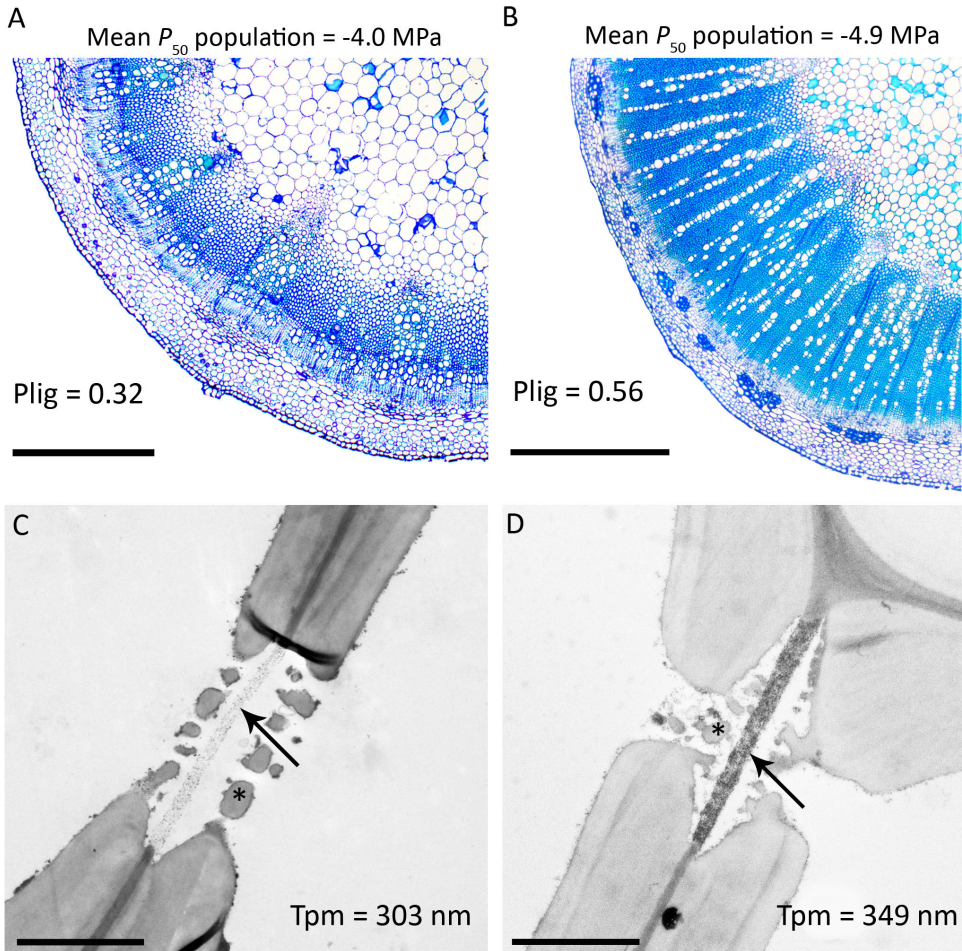 A
Mean P50 population = -4.0 MPa
Plig = 0.32
B
Mean P50 population = -4.9 MPa
Plig = 0.56
C
*
Tpm = 303 nm
D
*
Tpm = 349 nm